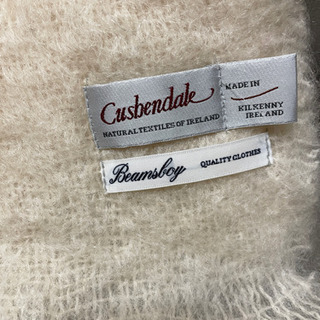 Cushendale
NATURAL TEXTILES OF IRELAND
MADE IN
KILKENNY
IRELAND
Beamsboy QUALITY CLOTHES